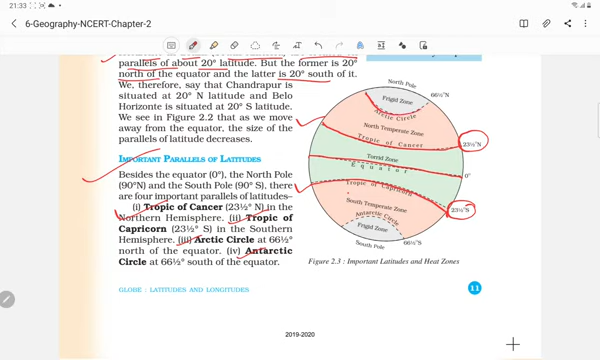 21:33
6-Geography-NCERT-Chapter-2
parallels of about 20° latitude. But the former is 20°
north of the equator and the latter is 20° south of it.
We, therefore, say that Chandrapur is
situated at 20° N latitude and Belo
Horizonte is situated at 20° S latitude.
We see in Figure 2.2 that as we move
away from the equator, the size of the
parallels of latitude decreases.
IMPORTANT PARALLELS OF LATITUDES
Besides the equator (0°), the North Pole
(90°N) and the South Pole (90° S), there
are four important parallels of latitudes–
(i) Tropic of Cancer (23½° N) in the
Northern Hemisphere. (ii) Tropic of
Capricorn (23½° S) in the Southern
Hemisphere. (iii) Arctic Circle at 66½°
north of the equator. (iv) Antarctic
Circle at 66½° south of the equator.
North Pole
66½°N
Frigid Zone
Arctic Circle
North Temperate Zone
Tropic of Cancer
23½°N
Torrid Zone
Equator
0°
Tropic of Capricorn
23½°S
South Temperate Zone
Antarctic Circle
Frigid Zone
South Pole
66½°S
Figure 2.3 : Important Latitudes and Heat Zones
GLOBE : LATITUDES AND LONGITUDES
11
2019-2020